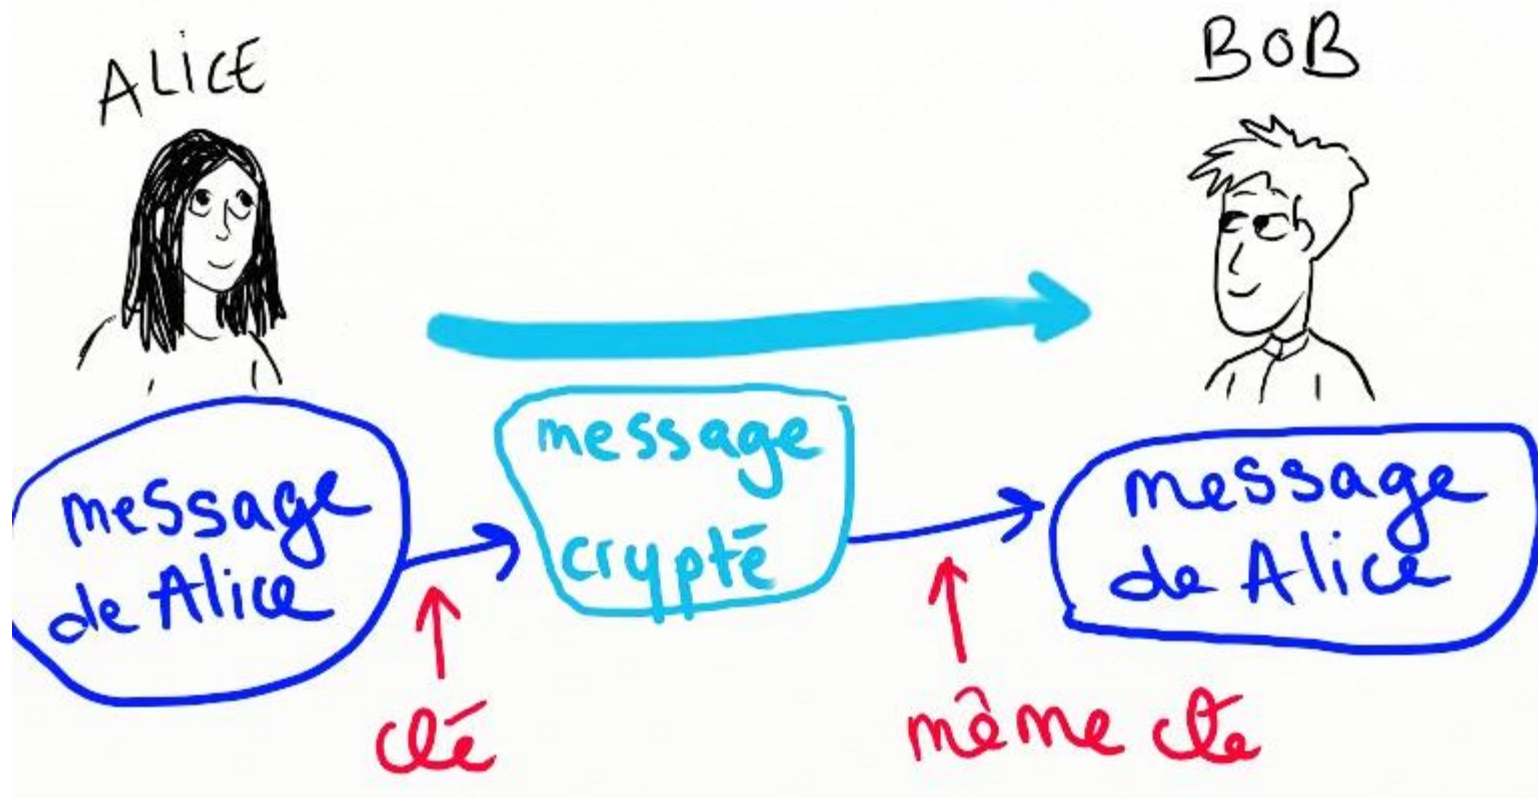 ALICE
BOB
message
de Alice
message
crypté
message
de Alice
clé
même clé